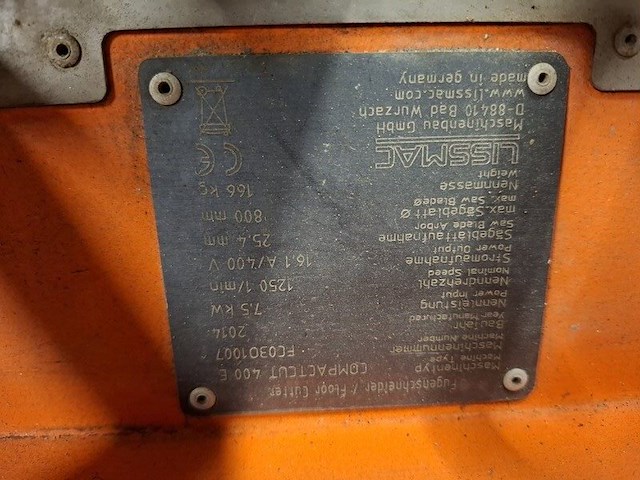 Fugenschneider / Floor Cutter
Maschinentyp COMPACTCUT 400 E
Machine Type
Maschinennummer FC0301007
Machine Number
Baujahr 2014
Year Manufactured
Nennleistung 7.5 kW
Power Input
Nenndrehzahl 1250 1/min
Nominal Speed
Stromaufnahme 16.1 A/400 V
Power Output
Sägeblattaufnahme 25.4 mm
Saw Blade Arbor
max. Sägeblatt Ø 800 mm
max. Saw BladeØ
Nennmasse 166 kg
Weight
LISSMAC CE
Maschinenbau GmbH
D-88410 Bad Wurzach
www.lissmac.com
made in germany